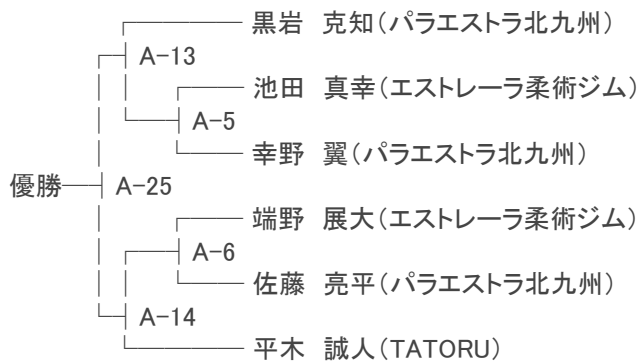 黒岩 克知(パラエストラ北九州)
A-13
池田 真幸(エストレーラ柔術ジム)
A-5
幸野 翼(パラエストラ北九州)
優勝 A-25
端野 展大(エストレーラ柔術ジム)
A-6
佐藤 亮平(パラエストラ北九州)
A-14
平木 誠人(TATORU)